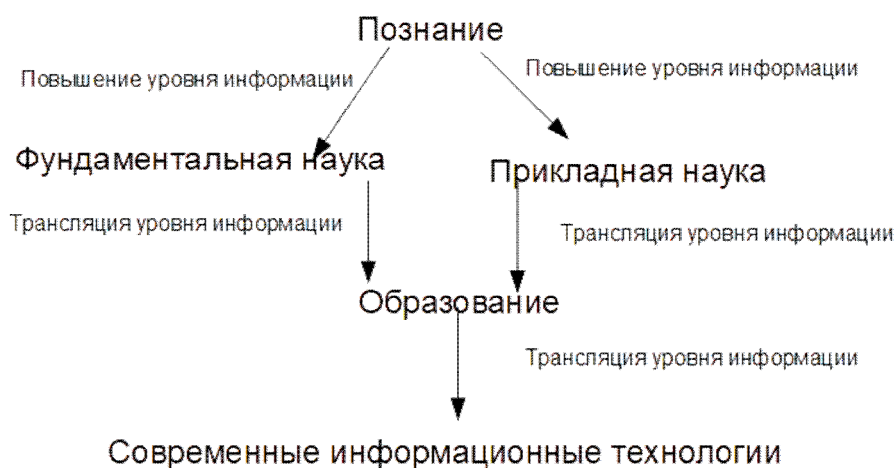 Познание
Повышение уровня информации
Повышение уровня информации
Фундаментальная наука
Прикладная наука
Трансляция уровня информации
Трансляция уровня информации
Образование
Трансляция уровня информации
Современные информационные технологии